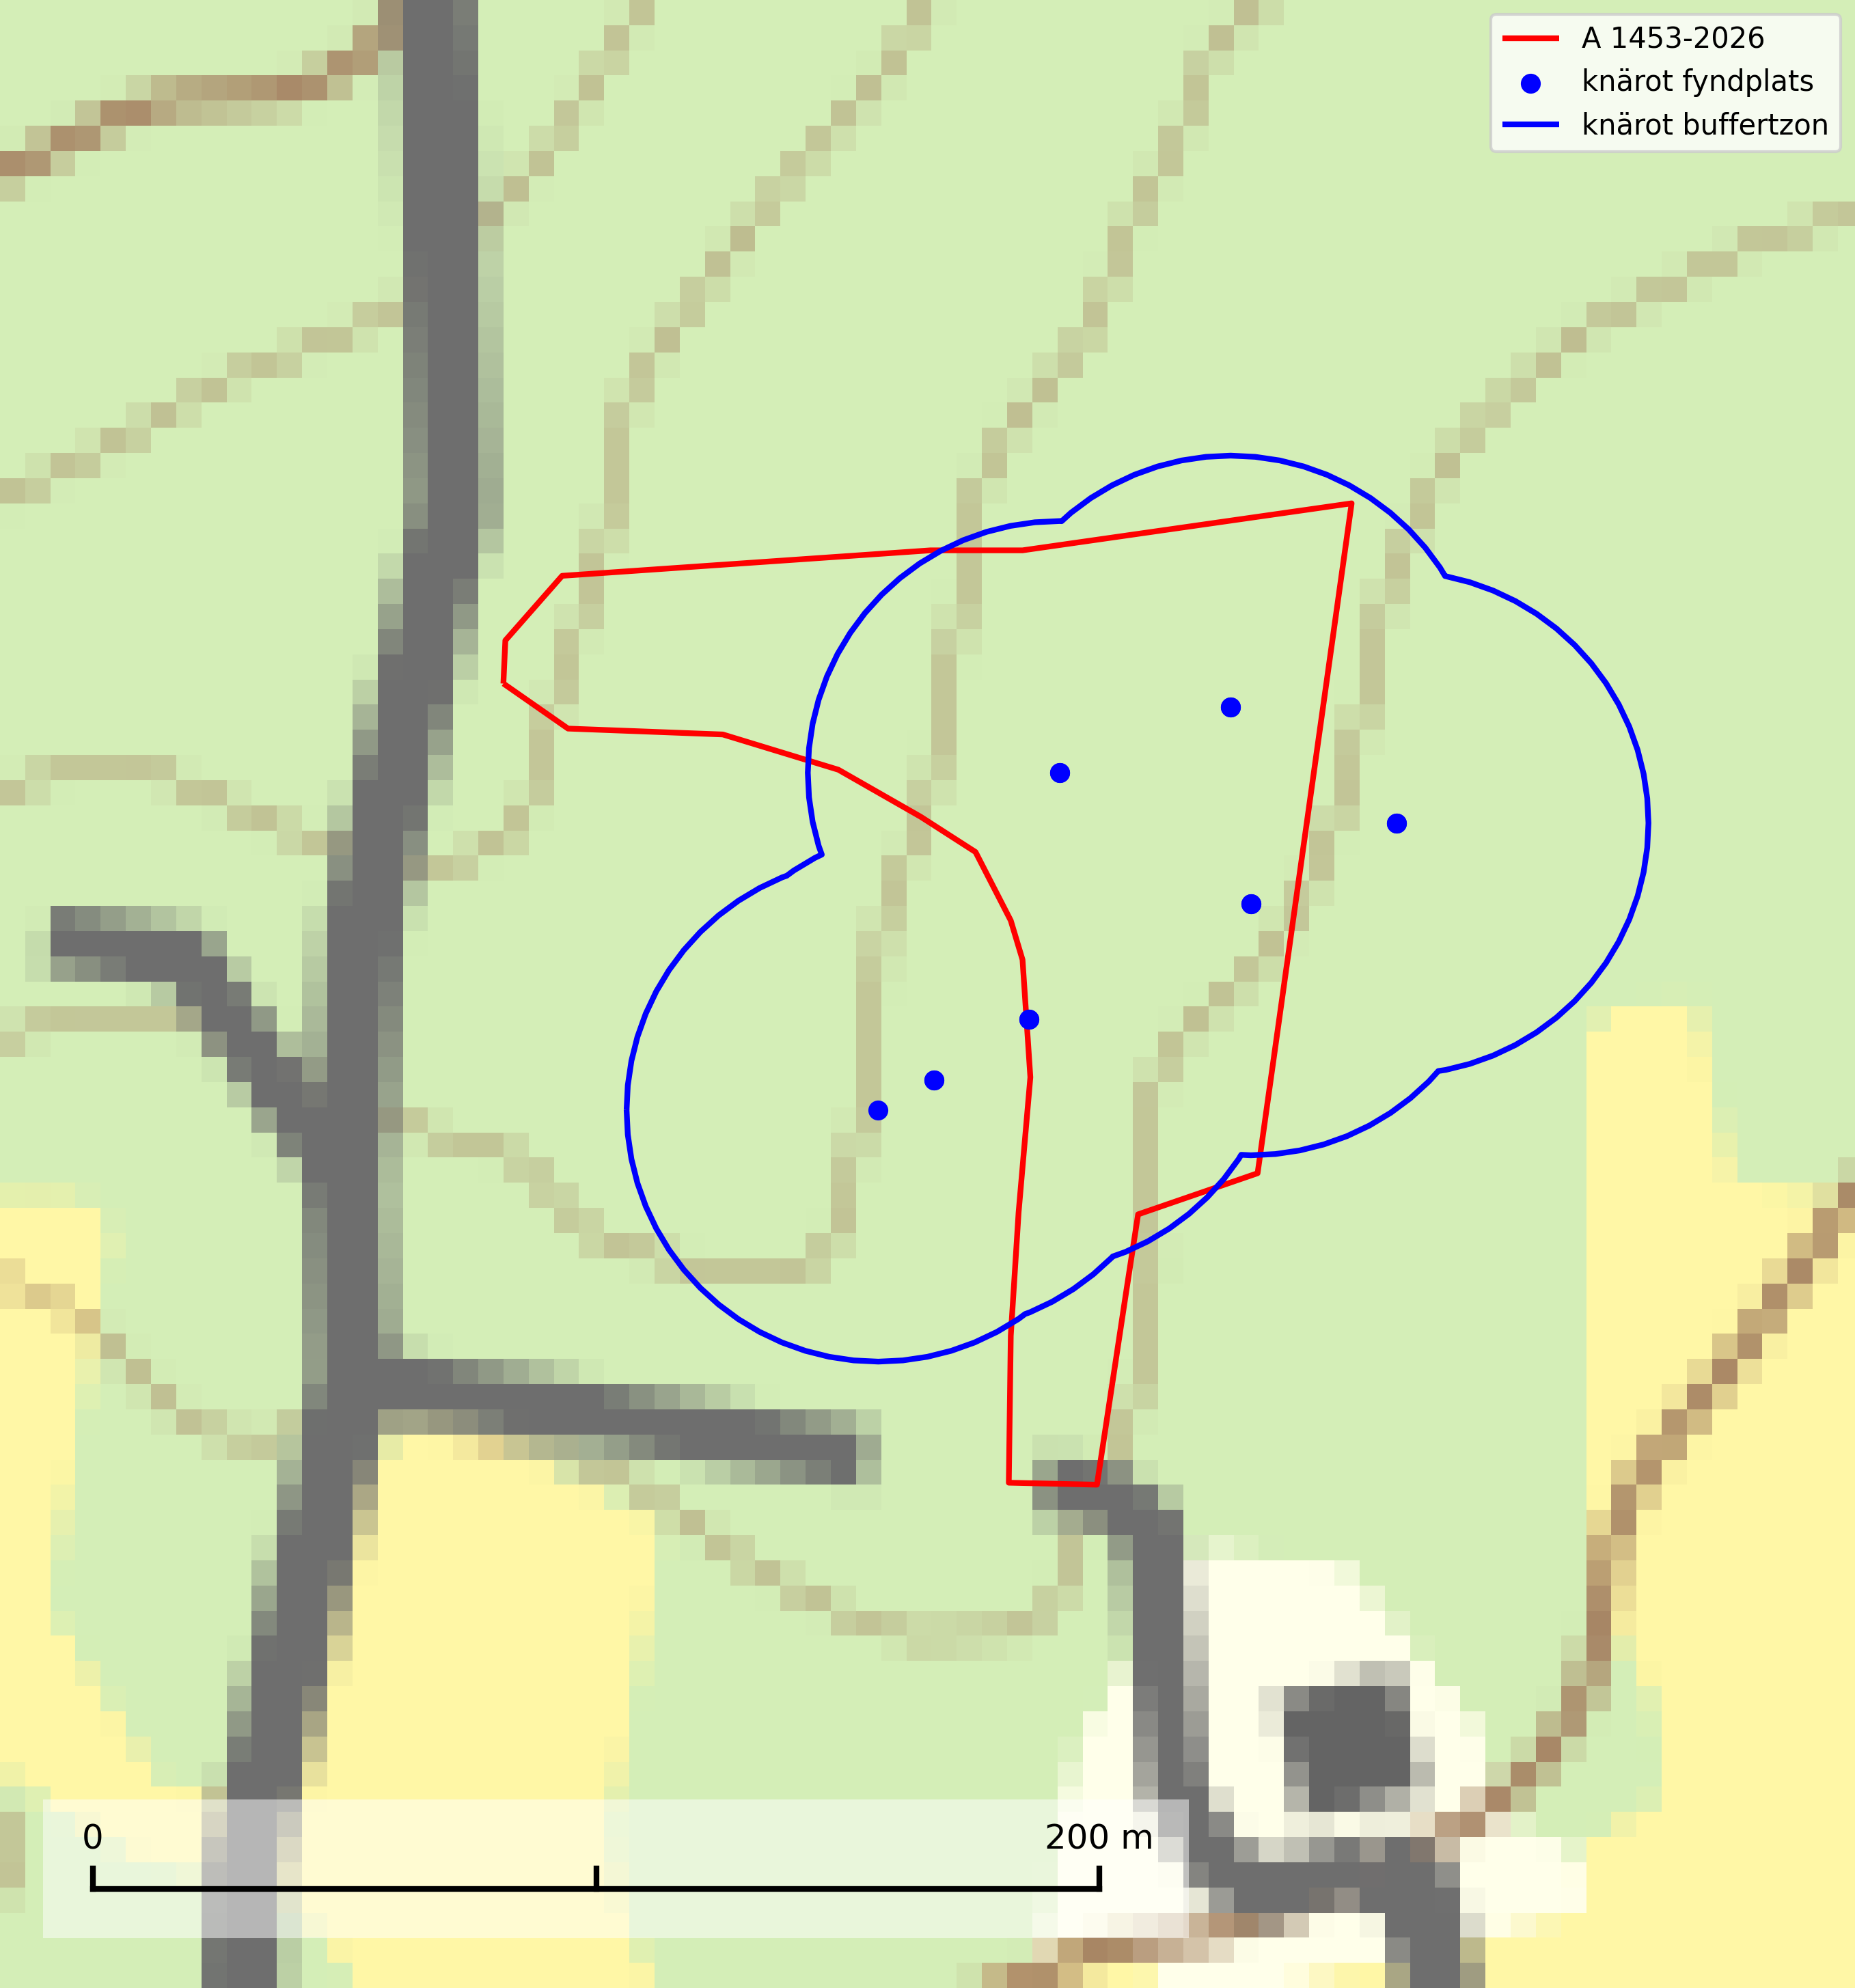 A 1453-2026
knärot fyndplats
knärot buffertzon
0
200 m